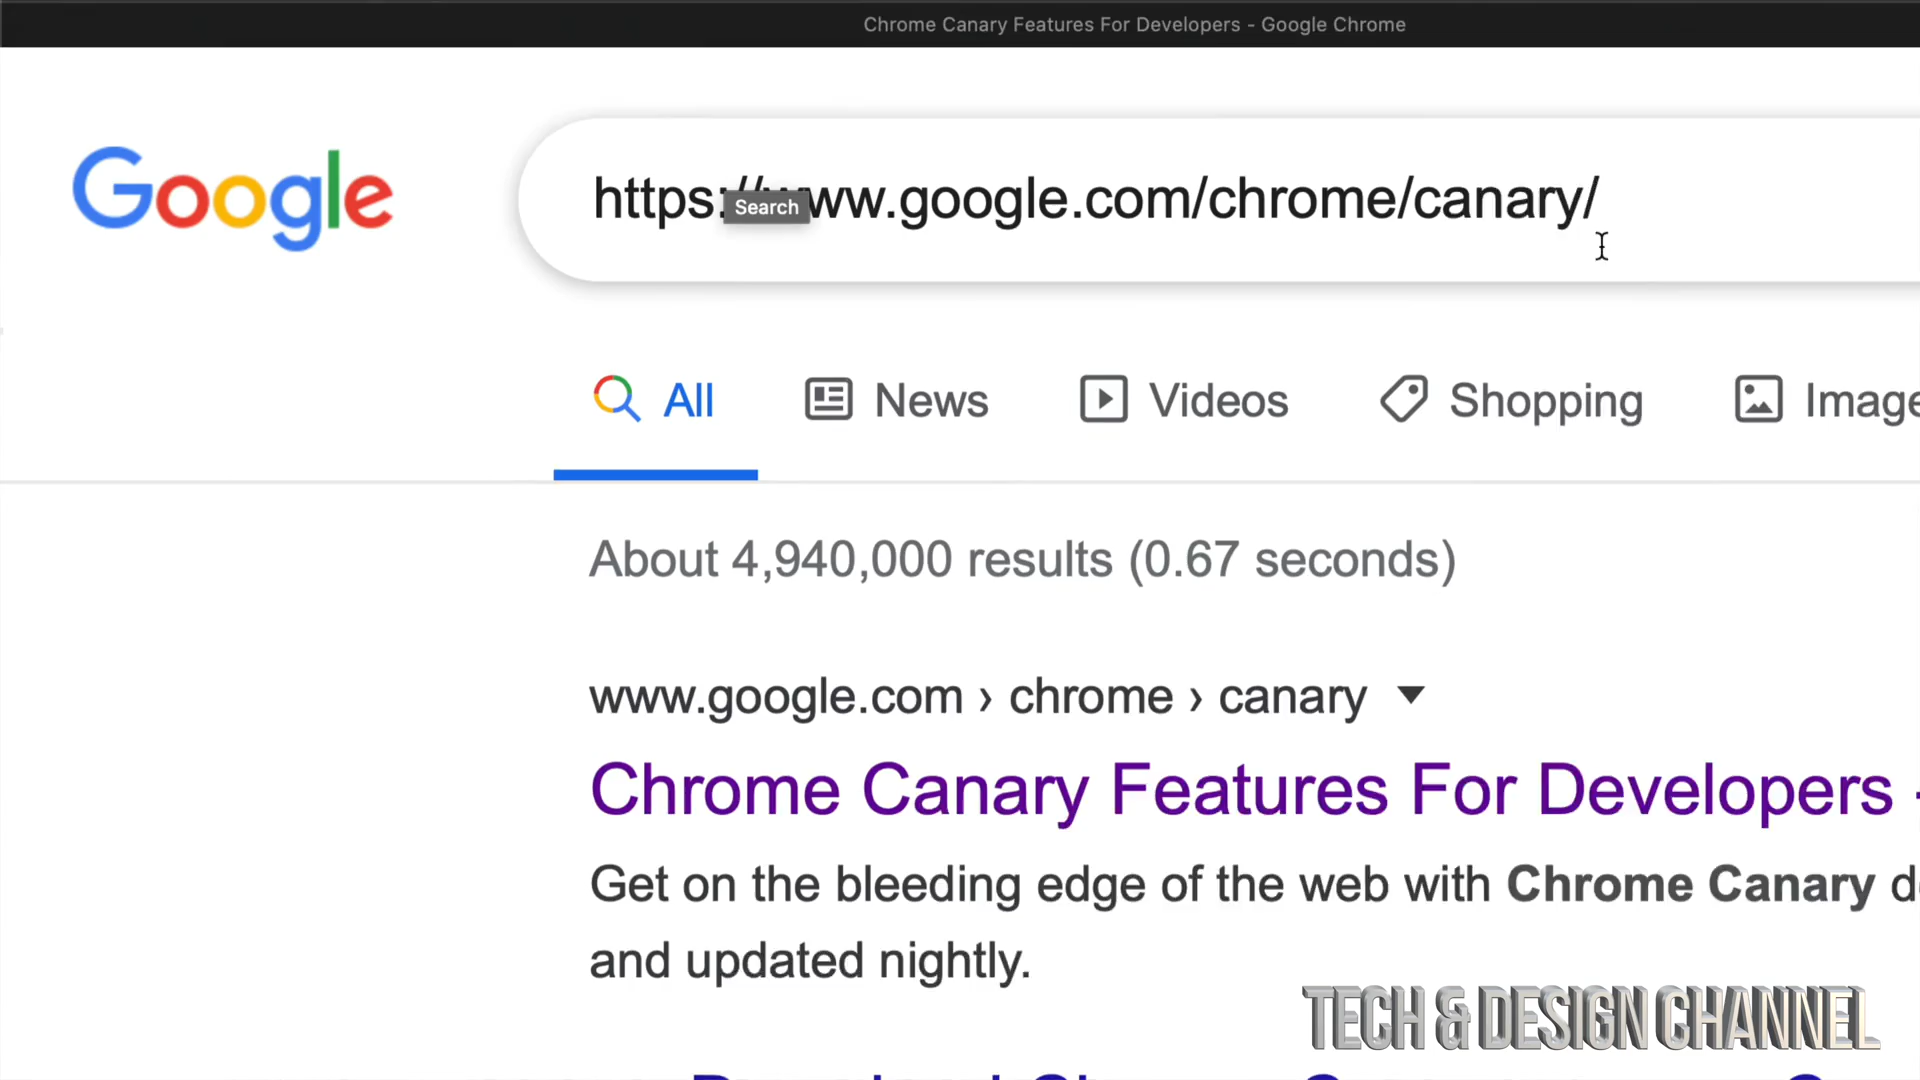 Chrome Canary Features For Developers - Google Chrome
Google
https://www.google.com/chrome/canary/
Search
All News Videos Shopping Image
About 4,940,000 results (0.67 seconds)
www.google.com › chrome › canary
Chrome Canary Features For Developers -
Get on the bleeding edge of the web with Chrome Canary d
and updated nightly.
TECH & DESIGN CHANNEL